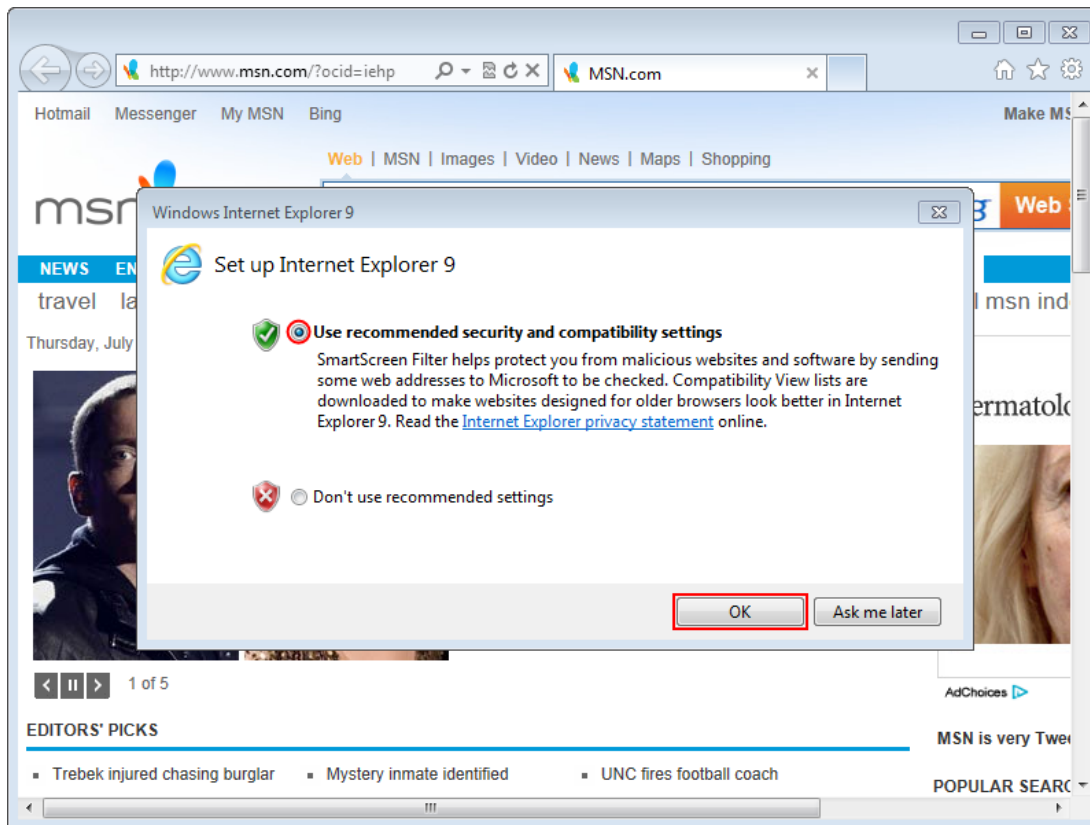 http://www.msn.com/?ocid=iehp
MSN.com
Hotmail Messenger My MSN Bing
Make
Web | MSN | Images | Video | News | Maps | Shopping
Web
Windows Internet Explorer 9
Set up Internet Explorer 9
NEWS
travel
msn
Thursday, July
Use recommended security and compatibility settings
SmartScreen Filter helps protect you from malicious websites and software by sending
some web addresses to Microsoft to be checked. Compatibility View lists are
downloaded to make websites designed for older browsers look better in Internet
Explorer 9. Read the Internet Explorer privacy statement online.
Don't use recommended settings
OK
Ask me later
1 of 5
AdChoices
EDITORS' PICKS
MSN is very
Trebek injured chasing burglar
Mystery inmate identified
UNC fires football coach
POPULAR